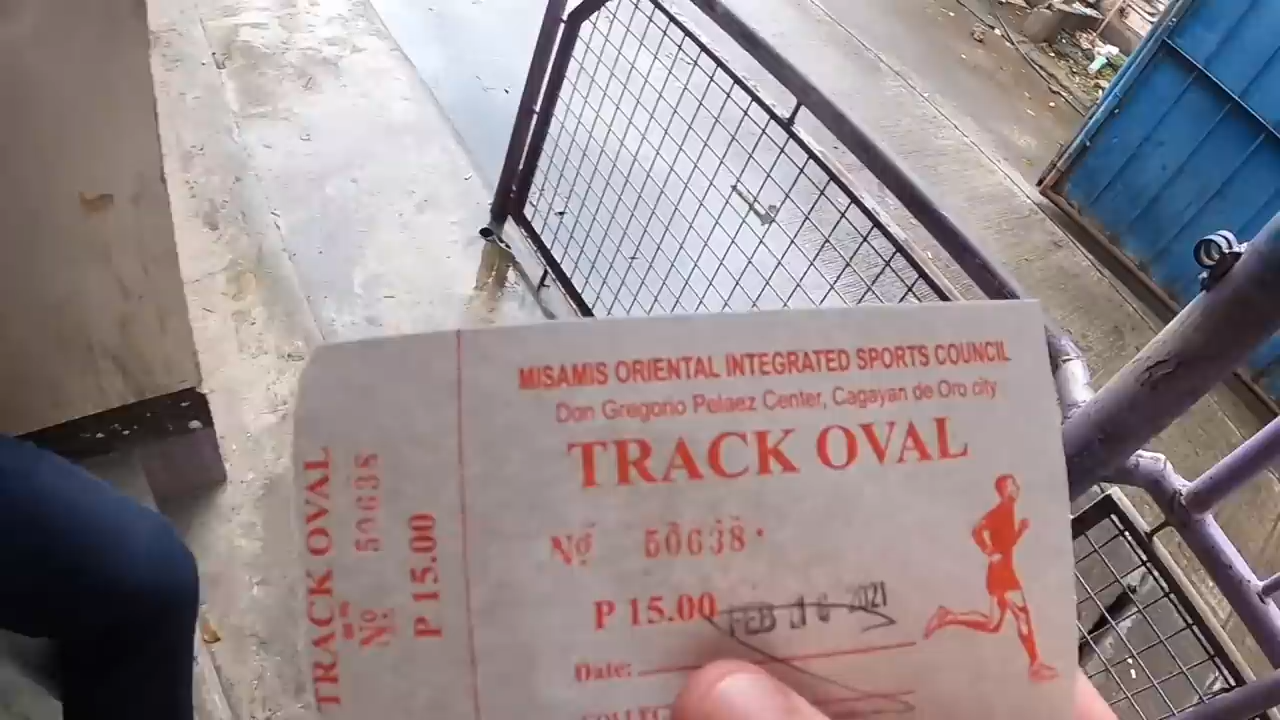 MISAMIS ORIENTAL INTEGRATED SPORTS COUNCIL
Don Gregorio Pelaez Center, Cagayan de Oro city
TRACK OVAL
Nº 50638
P 15.00
FEB 16 2021
Date:
TRACK OVAL
Nº 50638
P 15.00